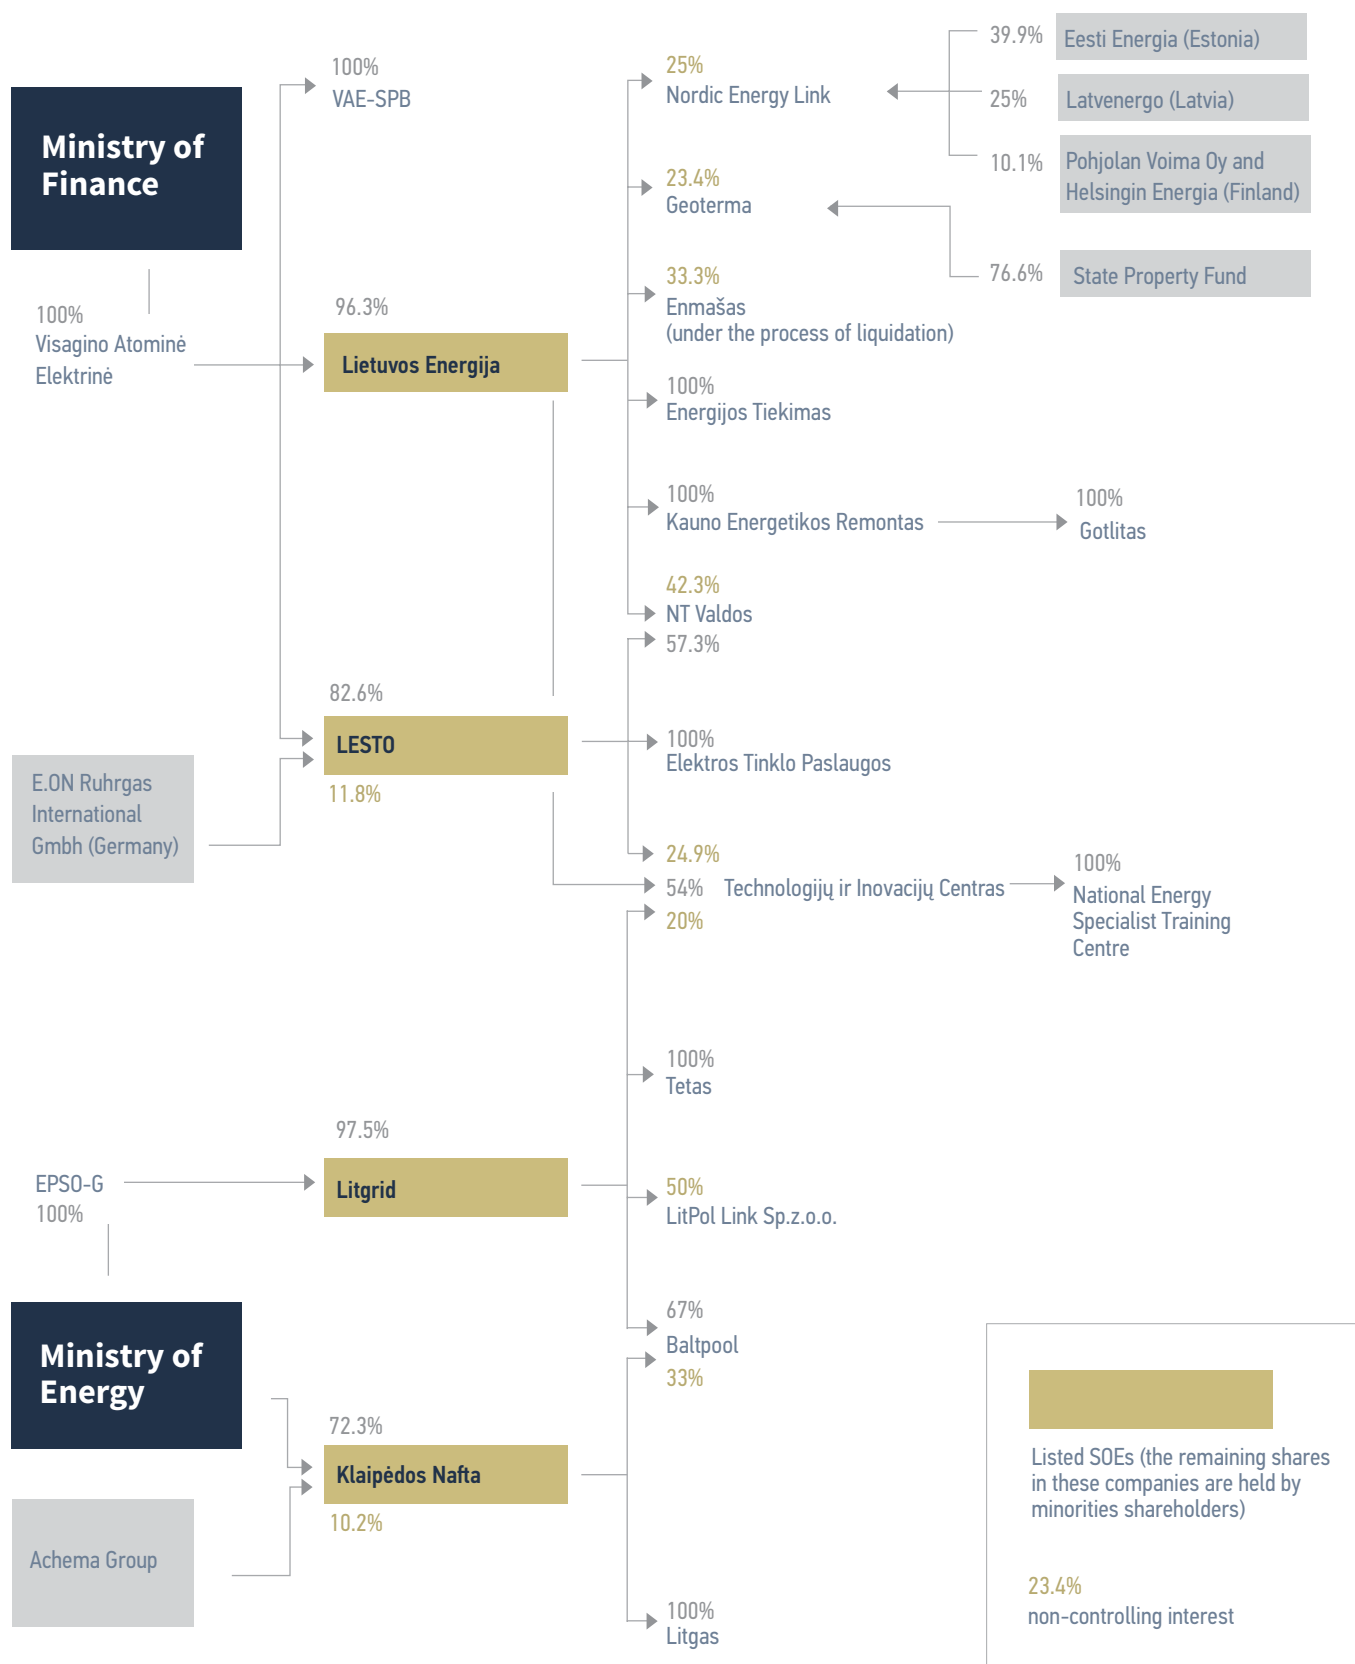 Ministry of
Finance
100%
Visagino Atominė
Elektrinė
100%
VAE-SPB
96.3%
Lietuvos Energija
25%
Nordic Energy Link
39.9%
Eesti Energia (Estonia)
25%
Latvenergo (Latvia)
10.1%
Pohjolan Voima Oy and
Helsingin Energia (Finland)
23.4%
Geoterma
76.6%
State Property Fund
33.3%
Enmašas
(under the process of liquidation)
100%
Energijos Tiekimas
100%
Kauno Energetikos Remontas
100%
Gotlitas
42.3%
NT Valdos
57.3%
82.6%
LESTO
11.8%
E.ON Ruhrgas
International
Gmbh (Germany)
100%
Elektros Tinklo Paslaugos
24.9%
54%
Technologijų ir Inovacijų Centras
20%
100%
National Energy
Specialist Training
Centre
100%
Tetas
EPSO-G
100%
97.5%
Litgrid
50%
LitPol Link Sp.z.o.o.
67%
Baltpool
33%
Ministry of
Energy
72.3%
Klaipėdos Nafta
10.2%
Achema Group
100%
Litgas
Listed SOEs (the remaining shares
in these companies are held by
minorities shareholders)
23.4%
non-controlling interest